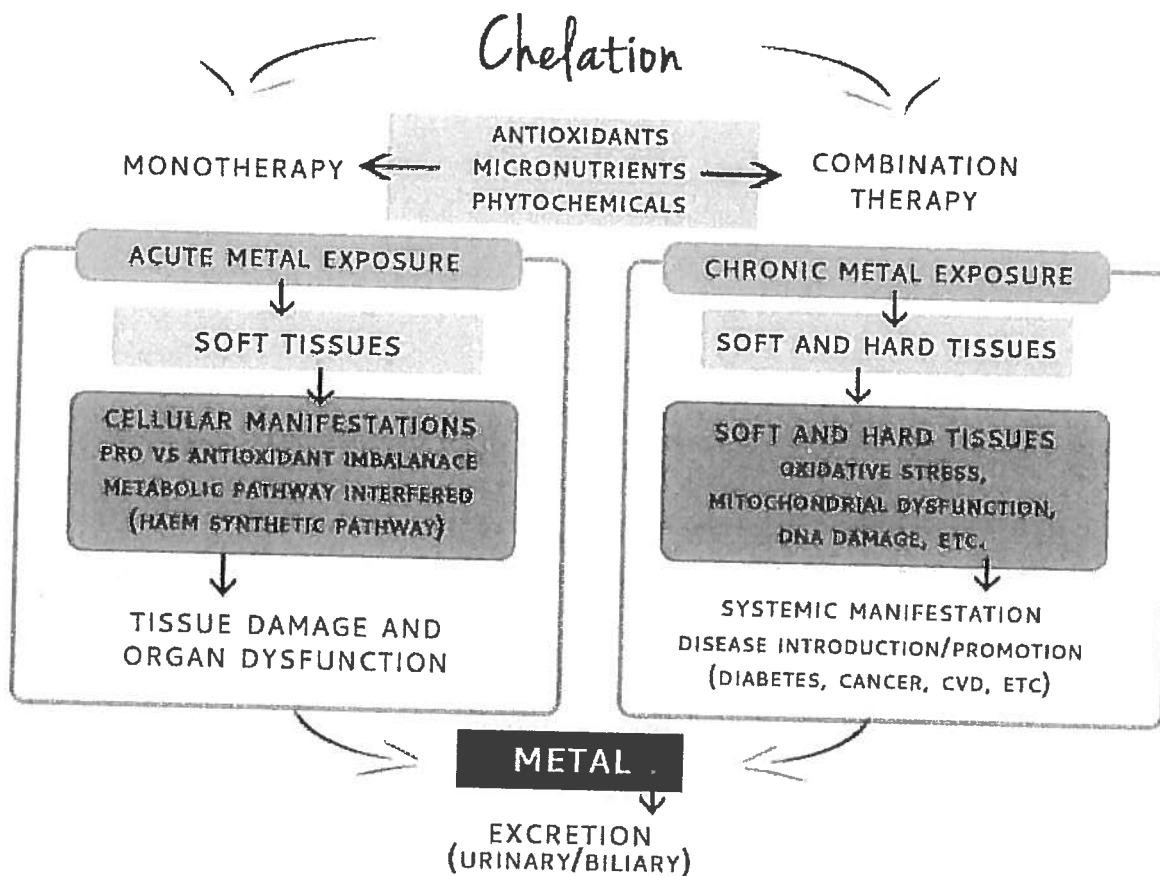 Chelation
ANTIOXIDANTS
MICRONUTRIENTS
PHYTOCHEMICALS
MONOTHERAPY
COMBINATION
THERAPY
ACUTE METAL EXPOSURE
SOFT TISSUES
CELLULAR MANIFESTATIONS
PRO VS ANTIOXIDANT IMBALANACE
METABOLIC PATHWAY INTERFERED
(HAEM SYNTHETIC PATHWAY)
TISSUE DAMAGE AND
ORGAN DYSFUNCTION
CHRONIC METAL EXPOSURE
SOFT AND HARD TISSUES
SOFT AND HARD TISSUES
OXIDATIVE STRESS,
MITOCHONDRIAL DYSFUNCTION,
DNA DAMAGE, ETC.
SYSTEMIC MANIFESTATION
DISEASE INTRODUCTION/PROMOTION
(DIABETES, CANCER, CVD, ETC)
METAL
EXCRETION
(URINARY/BILIARY)